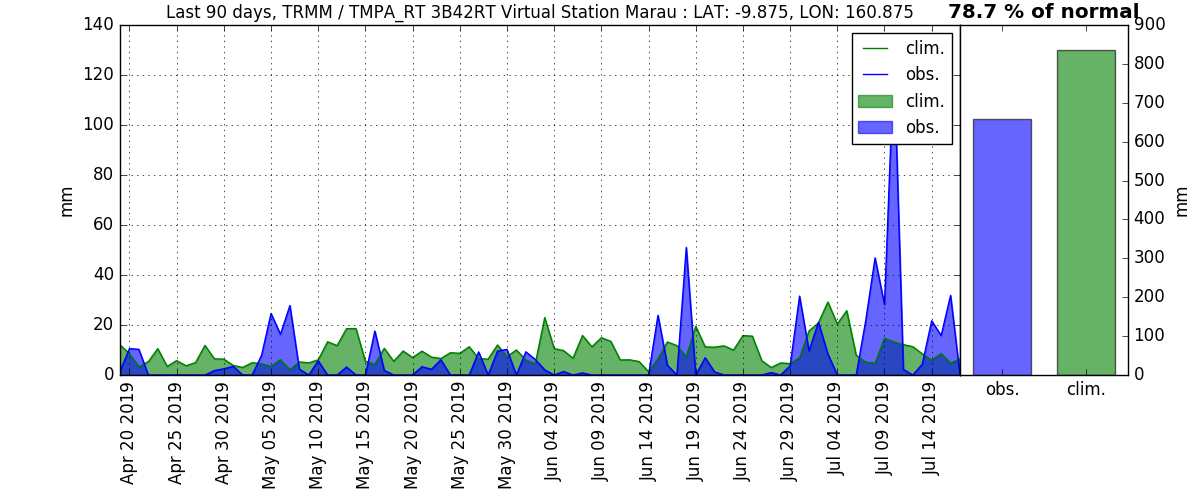 Last 90 days, TRMM / TMPA_RT 3B42RT Virtual Station Marau : LAT: -9.875, LON: 160.875
78.7 % of normal
140
120
100
80
60
40
20
0
mm
clim.
obs.
clim.
obs.
900
800
700
600
500
400
300
200
100
0
mm
Apr 20 2019
Apr 25 2019
Apr 30 2019
May 05 2019
May 10 2019
May 15 2019
May 20 2019
May 25 2019
May 30 2019
Jun 04 2019
Jun 09 2019
Jun 14 2019
Jun 19 2019
Jun 24 2019
Jun 29 2019
Jul 04 2019
Jul 09 2019
Jul 14 2019
obs.
clim.